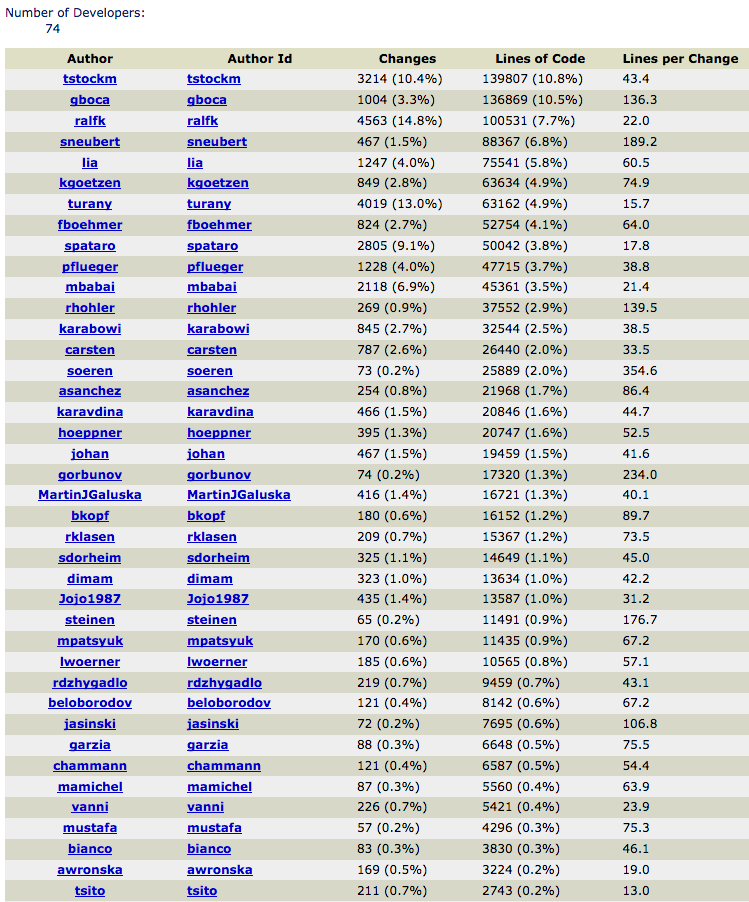 Number of Developers:
74
Author Author Id Changes Lines of Code Lines per Change
tstockm tstockm 3214 (10.4%) 139807 (10.8%) 43.4
gboca gboca 1004 (3.3%) 136869 (10.5%) 136.3
ralfk ralfk 4563 (14.8%) 100531 (7.7%) 22.0
sneubert sneubert 467 (1.5%) 88367 (6.8%) 189.2
lia lia 1247 (4.0%) 75541 (5.8%) 60.5
kgoetzen kgoetzen 849 (2.8%) 63634 (4.9%) 74.9
turany turany 4019 (13.0%) 63162 (4.9%) 15.7
fboehmer fboehmer 824 (2.7%) 52754 (4.1%) 64.0
spataro spataro 2805 (9.1%) 50042 (3.8%) 17.8
pflueger pflueger 1228 (4.0%) 47715 (3.7%) 38.8
mbabai mbabai 2118 (6.9%) 45361 (3.5%) 21.4
rhohler rhohler 269 (0.9%) 37552 (2.9%) 139.5
karabowi karabowi 845 (2.7%) 32544 (2.5%) 38.5
carsten carsten 787 (2.6%) 26440 (2.0%) 33.5
soeren soeren 73 (0.2%) 25889 (2.0%) 354.6
asanchez asanchez 254 (0.8%) 21968 (1.7%) 86.4
karavdina karavdina 466 (1.5%) 20846 (1.6%) 44.7
hoeppner hoeppner 395 (1.3%) 20747 (1.6%) 52.5
johan johan 467 (1.5%) 19459 (1.5%) 41.6
gorbunov gorbunov 74 (0.2%) 17320 (1.3%) 234.0
MartinJGaluska MartinJGaluska 416 (1.4%) 16721 (1.3%) 40.1
bkopf bkopf 180 (0.6%) 16152 (1.2%) 89.7
rklasen rklasen 209 (0.7%) 15367 (1.2%) 73.5
sdorheim sdorheim 325 (1.1%) 14649 (1.1%) 45.0
dimam dimam 323 (1.0%) 13634 (1.0%) 42.2
Jojo1987 Jojo1987 435 (1.4%) 13587 (1.0%) 31.2
steinen steinen 65 (0.2%) 11491 (0.9%) 176.7
mpatsyuk mpatsyuk 170 (0.6%) 11435 (0.9%) 67.2
lwoerner lwoerner 185 (0.6%) 10565 (0.8%) 57.1
rdzhygadlo rdzhygadlo 219 (0.7%) 9459 (0.7%) 43.1
beloborodov beloborodov 121 (0.4%) 8142 (0.6%) 67.2
jasinski jasinski 72 (0.2%) 7695 (0.6%) 106.8
garzia garzia 88 (0.3%) 6648 (0.5%) 75.5
chammann chammann 121 (0.4%) 6587 (0.5%) 54.4
mamichel mamichel 87 (0.3%) 5560 (0.4%) 63.9
vanni vanni 226 (0.7%) 5421 (0.4%) 23.9
mustafa mustafa 57 (0.2%) 4296 (0.3%) 75.3
bianco bianco 83 (0.3%) 3830 (0.3%) 46.1
awronska awronska 169 (0.5%) 3224 (0.2%) 19.0
tsito tsito 211 (0.7%) 2743 (0.2%) 13.0